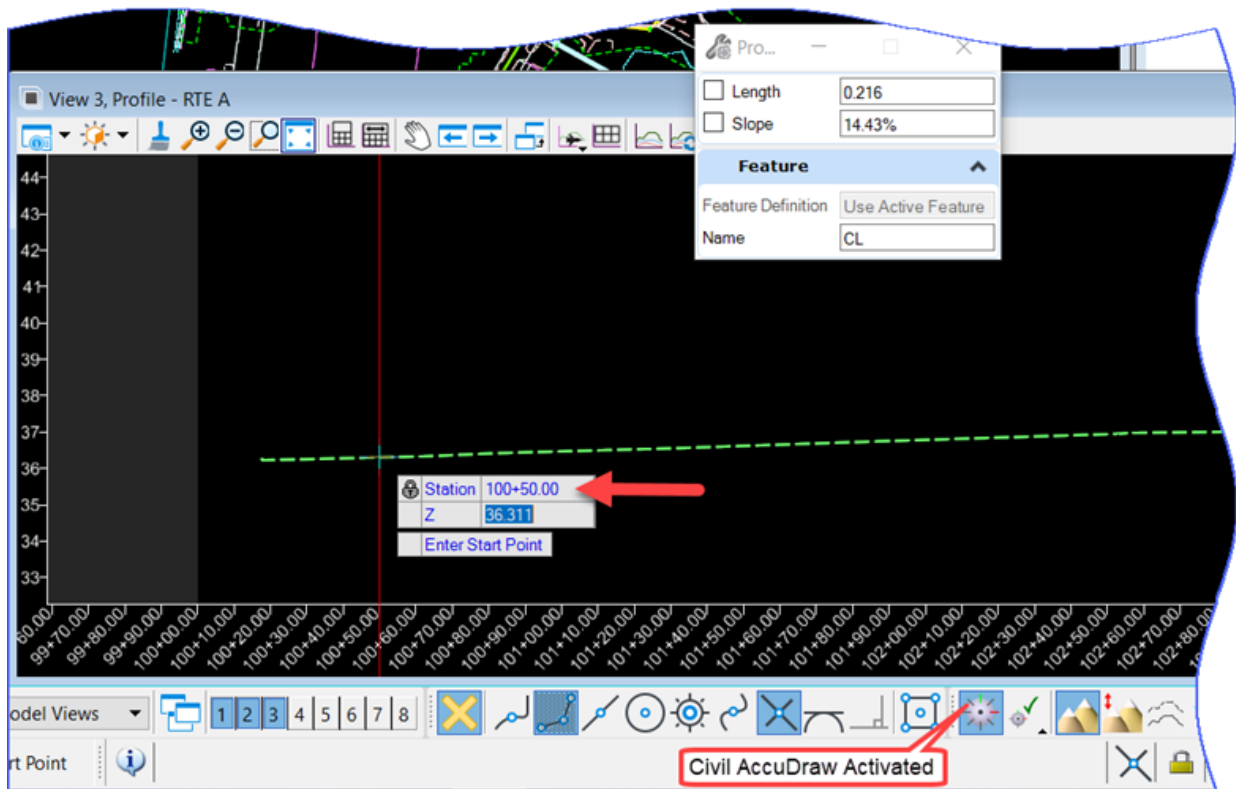 Pro...
View 3, Profile - RTE A
Length 0.216
Slope 14.43%
Feature
Feature Definition Use Active Feature
Name CL
44
43
42
41
40
39
38
37
36
35
34
33
Station 100+50.00
Z 36.311
Enter Start Point
60.00 99+70.00 99+80.00 99+90.00 100+00.00 100+10.00 100+20.00 100+30.00 100+40.00 100+50.00 100+60.00 100+70.00 100+80.00 100+90.00 101+00.00 101+10.00 101+20.00 101+30.00 101+40.00 101+50.00 101+60.00 101+70.00 101+80.00 101+90.00 102+00.00 102+10.00 102+20.00 102+30.00 102+40.00 102+50.00 102+60.00 102+70.00 102+80.00
odel Views 1 2 3 4 5 6 7 8
rt Point
Civil AccuDraw Activated